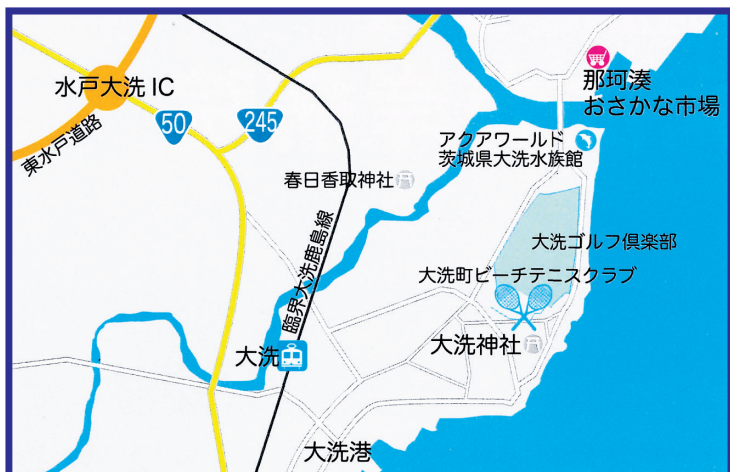 那珂湊
おさかな市場
水戸大洗IC
50
245
アクアワールド
茨城県大洗水族館
東水戸道路
春日香取神社
大洗ゴルフ倶楽部
臨界大洗鹿島線
大洗町ビーチテニスクラブ
大洗神社
大洗
大洗港